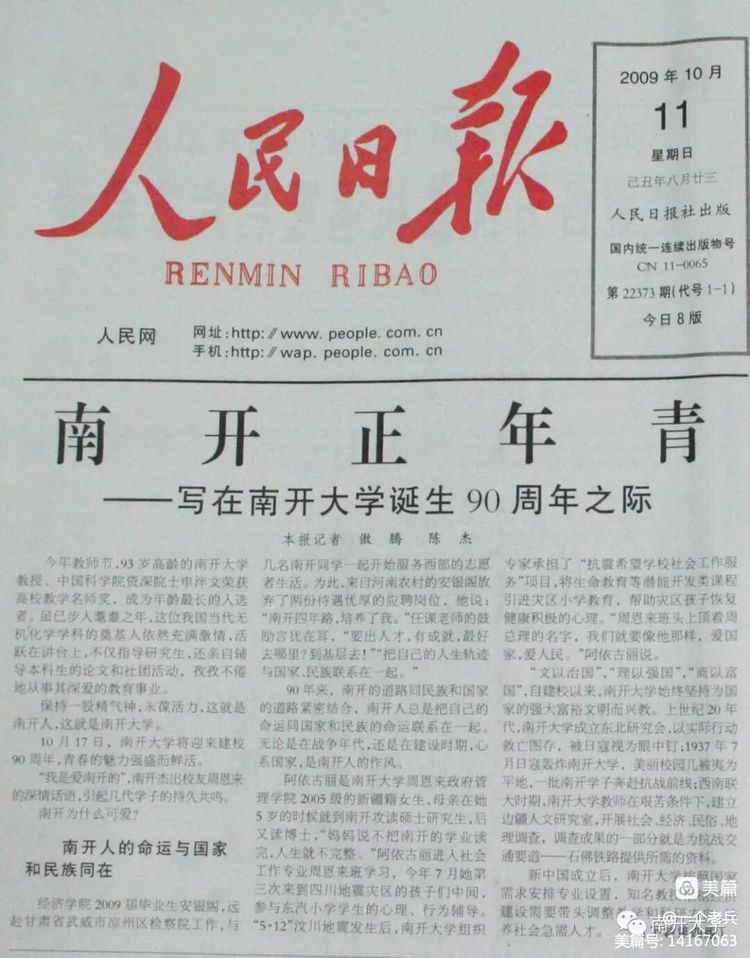 人民日报
RENMIN RIBAO
2009年10月
11
星期日
己丑年八月廿三
人民日报社出版
国内统一连续出版物号
CN 11-0065
第22373期(代号1-1)
今日8版
人民网
网址:http://www.people.com.cn
手机:http://wap.people.com.cn
南开正年青
——写在南开大学诞生90周年之际
本报记者 傲腾 陈杰
今年教师节,93岁高龄的南开大学
教授、中国科学院资深院士申泮文荣获
高校教学名师奖,成为年龄最长的人选
者。虽已步入耄耋之年,这位我国当代无
机化学学科的奠基人依然充满激情,活
跃在讲台上,不仅指导研究生,还亲自辅
导本科生的论文和社团活动,孜孜不倦
地从事其深爱的教育事业。
保持一股精气神,永葆活力,这就是
南开人,这就是南开大学。
10月17日,南开大学将迎来建校
90周年,青春的魅力强盛而鲜活。
“我是爱南开的”,南开杰出校友周恩来
的深情话语,引起几代学子的持久共鸣。
南开为什么可爱?
南开人的命运与国家
和民族同在
经济学院2009届毕业生安银阁,远
赴甘肃省武威市凉州区检察院工作,与
几名南开同学一起开始服务西部的志愿
者生活。为此,来自河南农村的安银阁放
弃了两份待遇优厚的应聘岗位,他说:
“南开四年路,培养了我。”任课老师的鼓
励言犹在耳,“要出人才,有成就,最好
去哪里?到基层去!”“把自己的人生轨迹
与国家、民族联系在一起。”
90年来,南开的道路同民族和国家
的道路紧密结合,南开人总是把自己的
命运同国家和民族的命运联系在一起。
无论是在战争年代,还是在建设时期,心
系国家,是南开人的作风。
阿依古丽是南开大学周恩来政府管
理学院2005级的新疆籍女生,母亲在她
5岁的时候就到南开攻读硕士研究生,后
又读博士,“妈妈说不把南开的学业读
完,人生就不完整。”阿依古丽进入社会
工作专业周恩来班学习,今年7月她第
三次来到四川地震灾区的孩子们中间,
参与东汽小学学生的心理、行为辅导。
“5·12”汶川地震发生后,南开大学组织
专家承担了“抗震希望学校社会工作服
务”项目,将生命教育等潜能开发类课程
引进灾区小学教育,帮助灾区孩子恢复
健康积极的心理。“周恩来班头上顶着周
总理的名字,我们就要像他那样,爱国
家,爱人民。”阿依古丽说。
“文以治国”,“理以强国”,“商以富
国”,自建校以来,南开大学始终坚持为国
家的强大富裕文明而兴教。上世纪20年
代,南开大学成立东北研究会,以实际行动
救亡图存,被日寇视为眼中钉;1937年7
月日寇轰炸南开大学,美丽校园几被夷为
平地,一批南开学子奔赴抗战前线;西南联
大时期,南开大学教师在艰苦条件下,建立
边疆人文研究室,开展社会、经济、民俗、地
理调查,调查成果的一部分就是为抗战交
通要道——石佛铁路提供所需的资料。
新中国成立后,南开大学按照国家
需求安排专业设置,知名教授
建设需要带头调整
养社会急需人才。
美篇
@一个老兵
南开大学
美篇号: 14167063